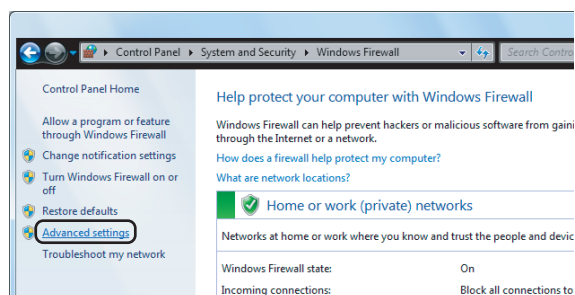 Control Panel ▸ System and Security ▸ Windows Firewall
Search Contro
Control Panel Home
Allow a program or feature
through Windows Firewall
Change notification settings
Turn Windows Firewall on or
off
Restore defaults
Advanced settings
Troubleshoot my network
Help protect your computer with Windows Firewall
Windows Firewall can help prevent hackers or malicious software from gaini
through the Internet or a network.
How does a firewall help protect my computer?
What are network locations?
Home or work (private) networks
Networks at home or work where you know and trust the people and devic
Windows Firewall state: On
Incoming connections: Block all connections to